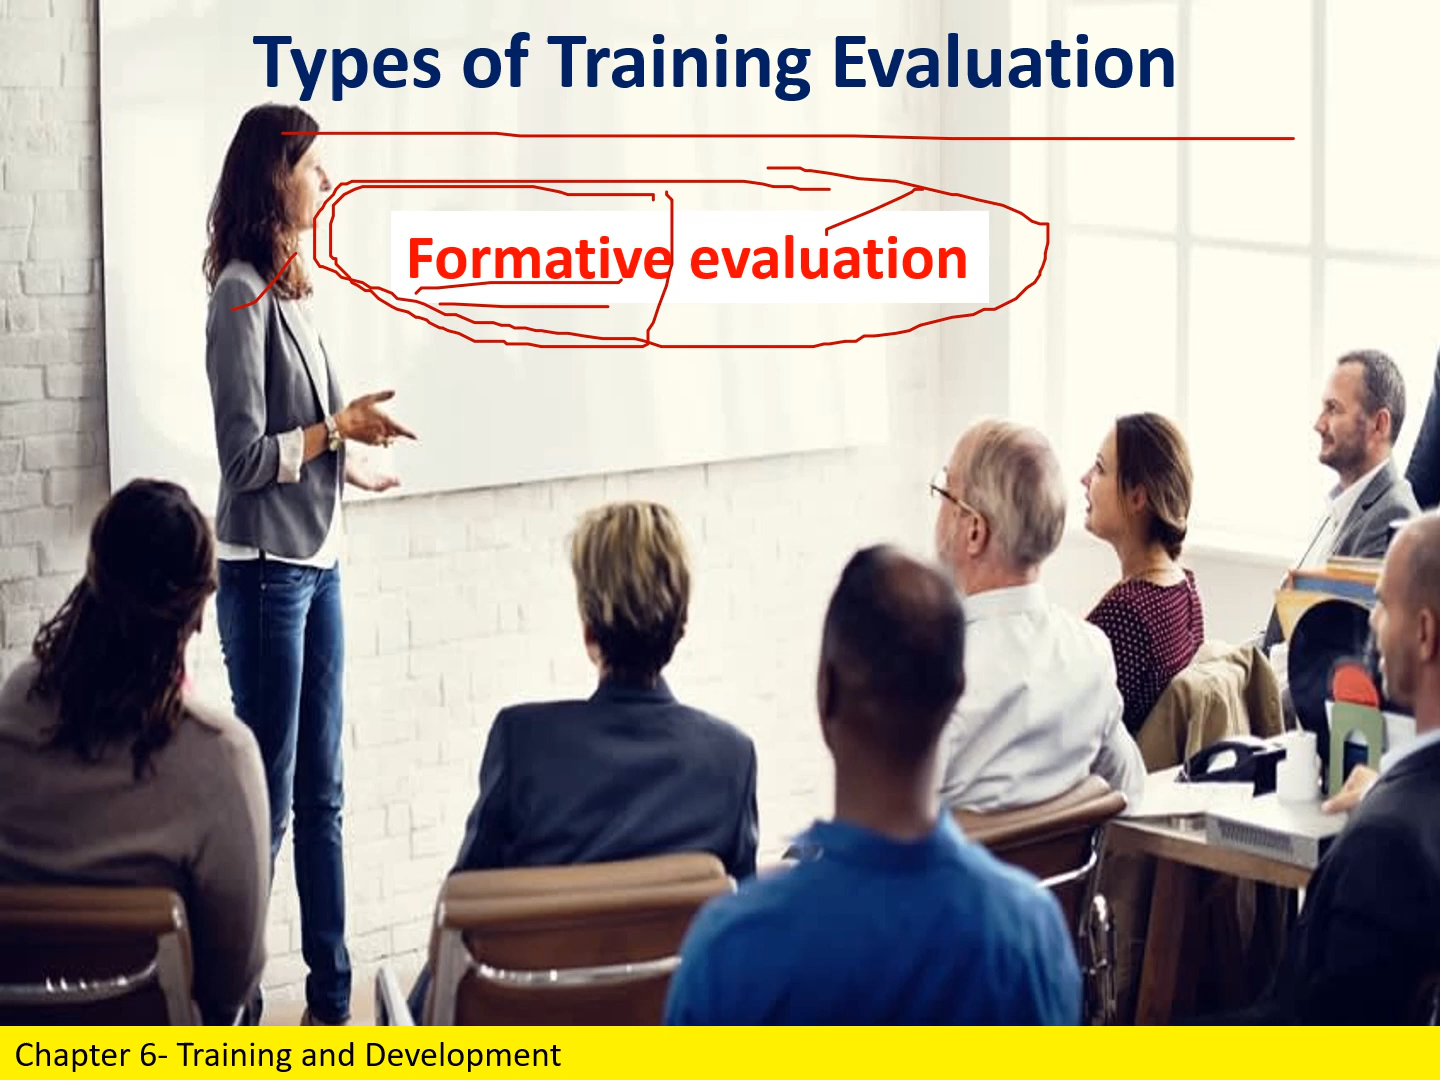 Types of Training Evaluation
Formative evaluation
Chapter 6- Training and Development